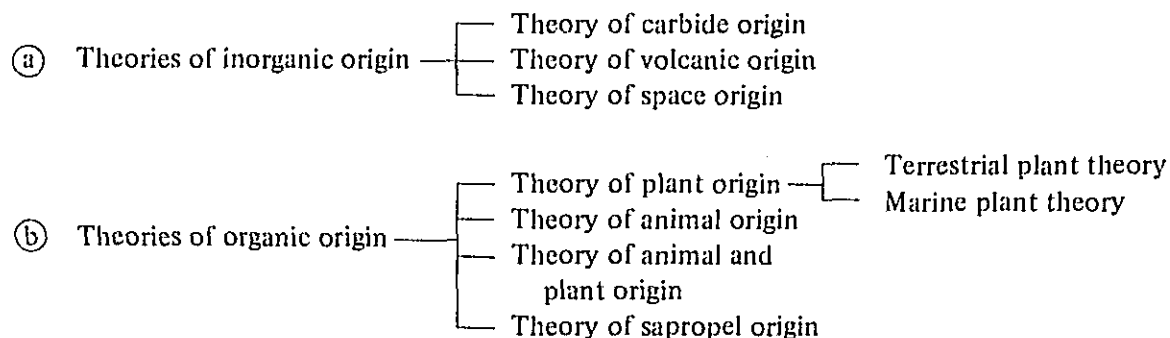 Theory of carbide origin
ⓐ Theories of inorganic origin
Theory of volcanic origin
Theory of space origin
Terrestrial plant theory
Theory of plant origin
Marine plant theory
Theory of animal origin
ⓑ Theories of organic origin
Theory of animal and
plant origin
Theory of sapropel origin